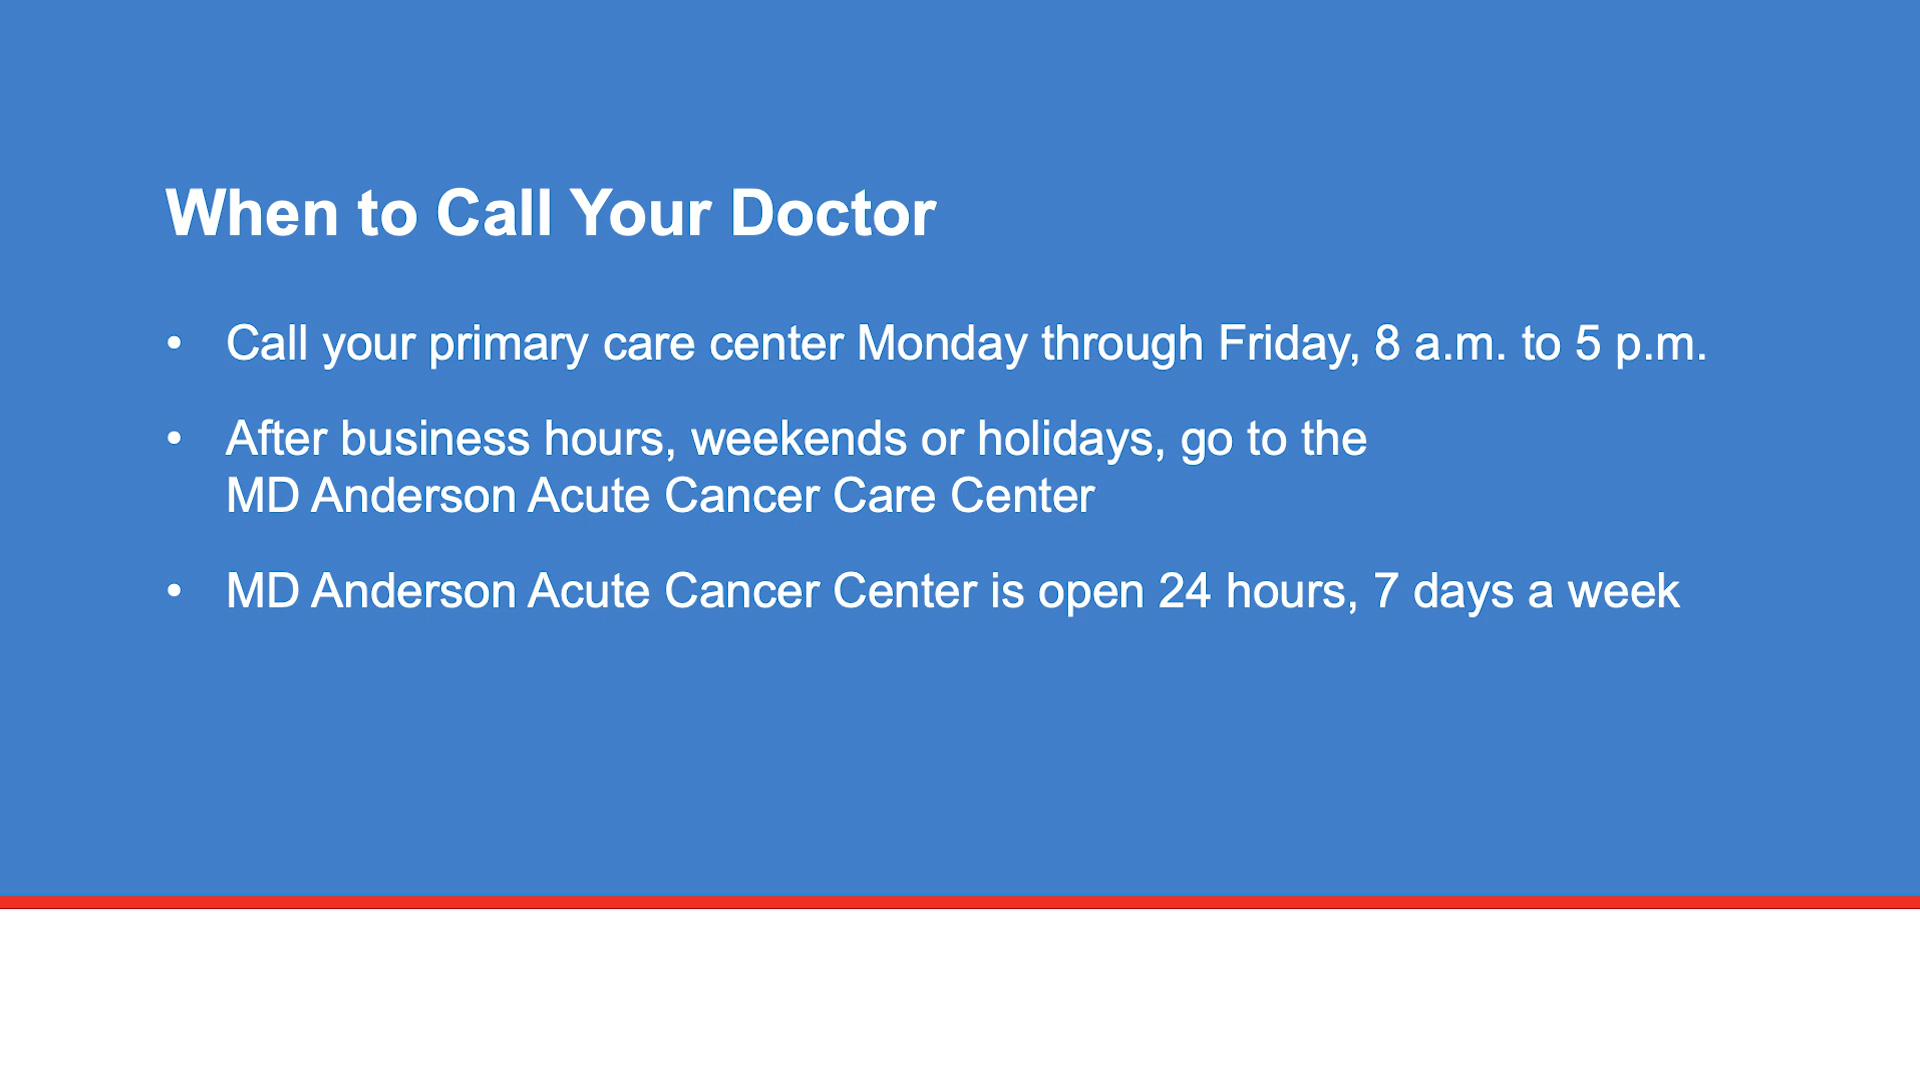 When to Call Your Doctor
• Call your primary care center Monday through Friday, 8 a.m. to 5 p.m.
• After business hours, weekends or holidays, go to the
MD Anderson Acute Cancer Care Center
• MD Anderson Acute Cancer Center is open 24 hours, 7 days a week